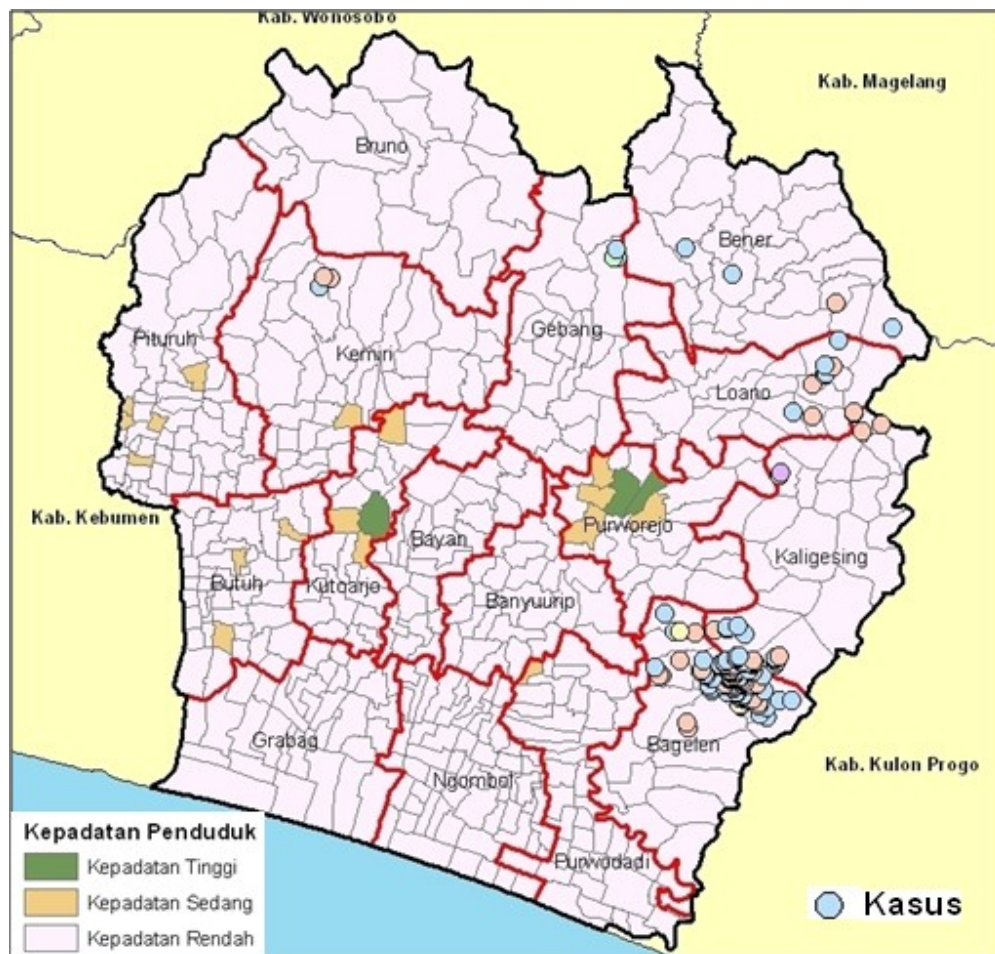 Kab. Wonosobo
Kab. Magelang
Bruno
Bener
Gebang
Pituruh
Kemiri
Loano
Kab. Kebumen
Purworejo
Bayan
Kaligesing
Butuh
Kutoarjo
Banyuurip
Grabag
Bagelen
Ngombol
Kab. Kulon Progo
Purwodadi
Kepadatan Penduduk
Kepadatan Tinggi
Kepadatan Sedang
Kepadatan Rendah
Kasus